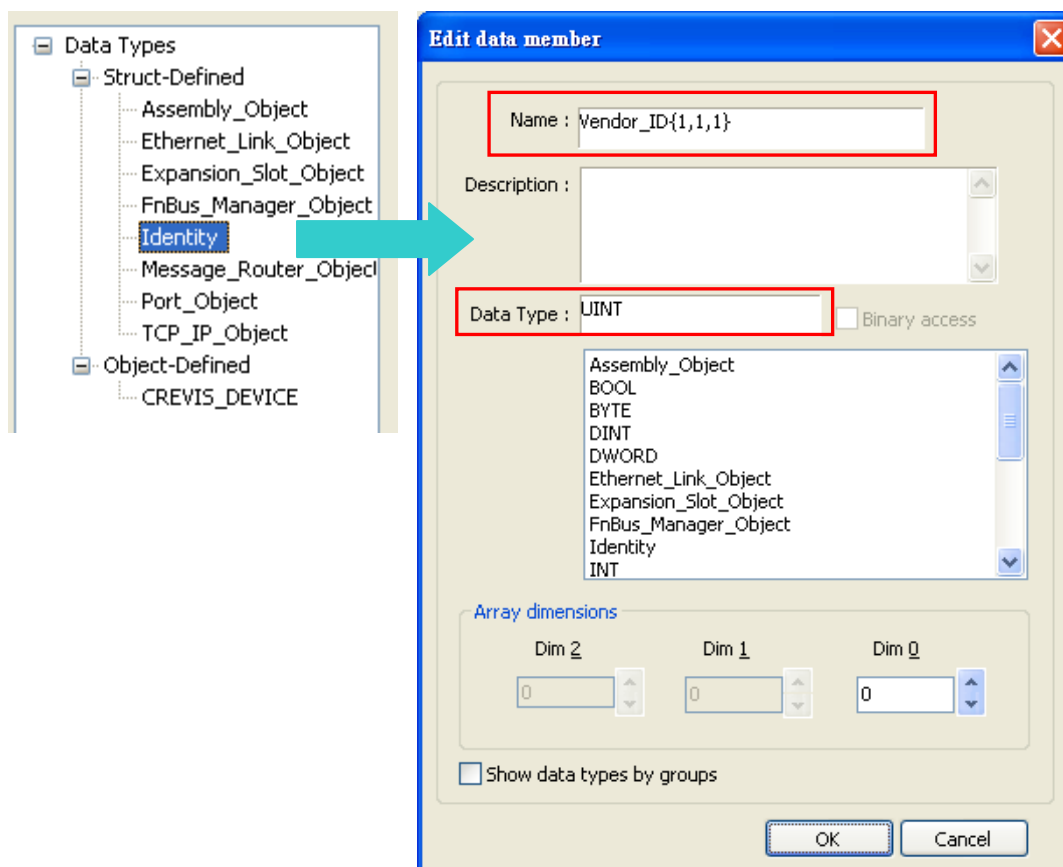 Data Types
Struct-Defined
Assembly_Object
Ethernet_Link_Object
Expansion_Slot_Object
FnBus_Manager_Object
Identity
Message_Router_Object
Port_Object
TCP_IP_Object
Object-Defined
CREVIS_DEVICE
Edit data member
Name : Vendor_ID{1,1,1}
Description :
Data Type : UINT
Binary access
Assembly_Object
BOOL
BYTE
DINT
DWORD
Ethernet_Link_Object
Expansion_Slot_Object
FnBus_Manager_Object
Identity
INT
Array dimensions
Dim 2 Dim 1 Dim 0
0 0 0
Show data types by groups
OK Cancel